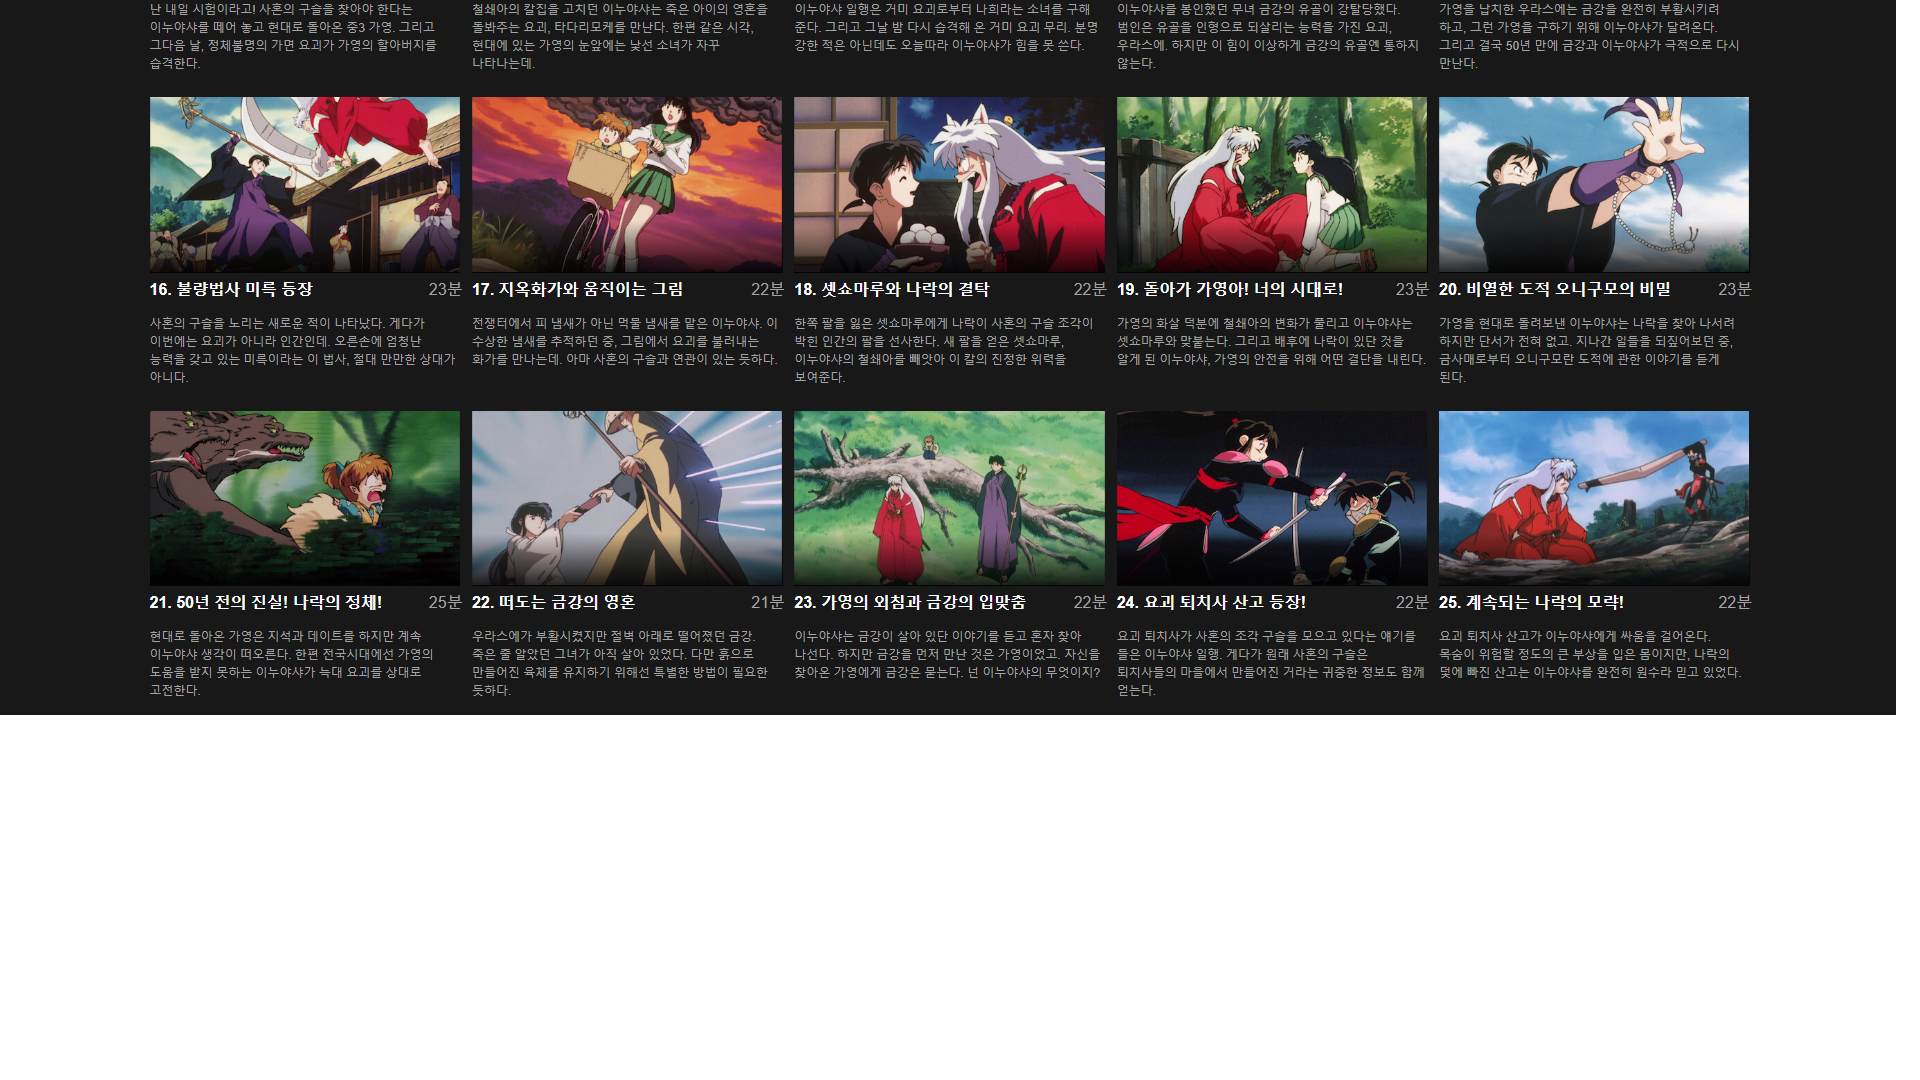 난 내일 시험이라고! 사혼의 구슬을 찾아야 한다는
이누야샤를 떼어 놓고 현대로 돌아온 중3 가영. 그리고
그다음 날, 정체불명의 가면 요괴가 가영의 할아버지를
습격한다.
철쇄아의 칼집을 고치던 이누야샤는 죽은 아이의 영혼을
돌봐주는 요괴, 타다리모케를 만난다. 한편 같은 시각,
현대에 있는 가영의 눈앞에는 낯선 소녀가 자꾸
나타나는데.
이누야샤 일행은 거미 요괴로부터 나희라는 소녀를 구해
준다. 그리고 그날 밤 다시 습격해 온 거미 요괴 무리. 분명
강한 적은 아닌데도 오늘따라 이누야샤가 힘을 못 쓴다.
이누야샤를 봉인했던 무녀 금강의 유골이 강탈당했다.
범인은 유골을 인형으로 되살리는 능력을 가진 요괴,
우라스에. 하지만 이 힘이 이상하게 금강의 유골엔 통하지
않는다.
가영을 납치한 우라스에는 금강을 완전히 부활시키려
하고, 그런 가영을 구하기 위해 이누야샤가 달려온다.
그리고 결국 50년 만에 금강과 이누야샤가 극적으로 다시
만난다.
16. 불량법사 미륵 등장 23분
사혼의 구슬을 노리는 새로운 적이 나타났다. 게다가
이번에는 요괴가 아니라 인간인데. 오른손에 엄청난
능력을 갖고 있는 미륵이라는 이 법사, 절대 만만한 상대가
아니다.
17. 지옥화가와 움직이는 그림 22분
전쟁터에서 피 냄새가 아닌 먹물 냄새를 맡은 이누야샤. 이
수상한 냄새를 추적하던 중, 그림에서 요괴를 불러내는
화가를 만나는데. 아마 사혼의 구슬과 연관이 있는 듯하다.
18. 셋쇼마루와 나락의 결탁 22분
한쪽 팔을 잃은 셋쇼마루에게 나락이 사혼의 구슬 조각이
박힌 인간의 팔을 선사한다. 새 팔을 얻은 셋쇼마루,
이누야샤의 철쇄아를 빼앗아 이 칼의 진정한 위력을
보여준다.
19. 돌아가 가영아! 너의 시대로! 23분
가영의 화살 덕분에 철쇄아의 변화가 풀리고 이누야샤는
셋쇼마루와 맞붙는다. 그리고 배후에 나락이 있단 것을
알게 된 이누야샤, 가영의 안전을 위해 어떤 결단을 내린다.
20. 비열한 도적 오니구모의 비밀 23분
가영을 현대로 돌려보낸 이누야샤는 나락을 찾아 나서려
하지만 단서가 전혀 없고. 지나간 일들을 되짚어보던 중,
금사매로부터 오니구모란 도적에 관한 이야기를 듣게
된다.
21. 50년 전의 진실! 나락의 정체! 25분
현대로 돌아온 가영은 지석과 데이트를 하지만 계속
이누야샤 생각이 떠오른다. 한편 전국시대에선 가영의
도움을 받지 못하는 이누야샤가 늑대 요괴를 상대로
고전한다.
22. 떠도는 금강의 영혼 21분
우라스에가 부활시켰지만 절벽 아래로 떨어졌던 금강.
죽은 줄 알았던 그녀가 아직 살아 있었다. 다만 흙으로
만들어진 육체를 유지하기 위해선 특별한 방법이 필요한
듯하다.
23. 가영의 외침과 금강의 입맞춤 22분
이누야샤는 금강이 살아 있단 이야기를 듣고 혼자 찾아
나선다. 하지만 금강을 먼저 만난 것은 가영이었고. 자신을
찾아온 가영에게 금강은 묻는다. 넌 이누야샤의 무엇이지?
24. 요괴 퇴치사 산고 등장! 22분
요괴 퇴치사가 사혼의 조각 구슬을 모으고 있다는 얘기를
들은 이누야샤 일행. 게다가 원래 사혼의 구슬은
퇴치사들의 마을에서 만들어진 거라는 귀중한 정보도 함께
얻는다.
25. 계속되는 나락의 모략! 22분
요괴 퇴치사 산고가 이누야샤에게 싸움을 걸어온다.
목숨이 위험할 정도의 큰 부상을 입은 몸이지만, 나락의
덫에 빠진 산고는 이누야샤를 완전히 원수라 믿고 있었다.